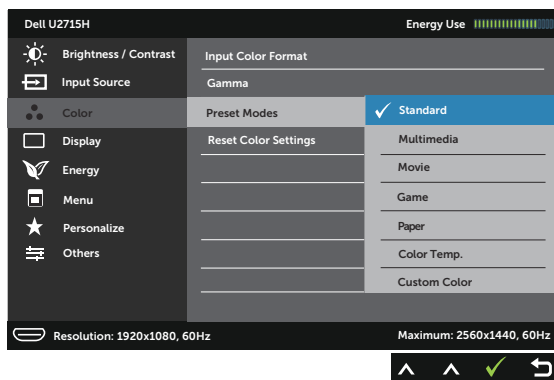 Dell U2715H Energy Use
Brightness / Contrast Input Color Format
Input Source Gamma
Color Preset Modes Standard
Display Reset Color Settings Multimedia
Energy Movie
Menu Game
Personalize Paper
Others Color Temp.
Custom Color
Resolution: 1920x1080, 60Hz Maximum: 2560x1440, 60Hz